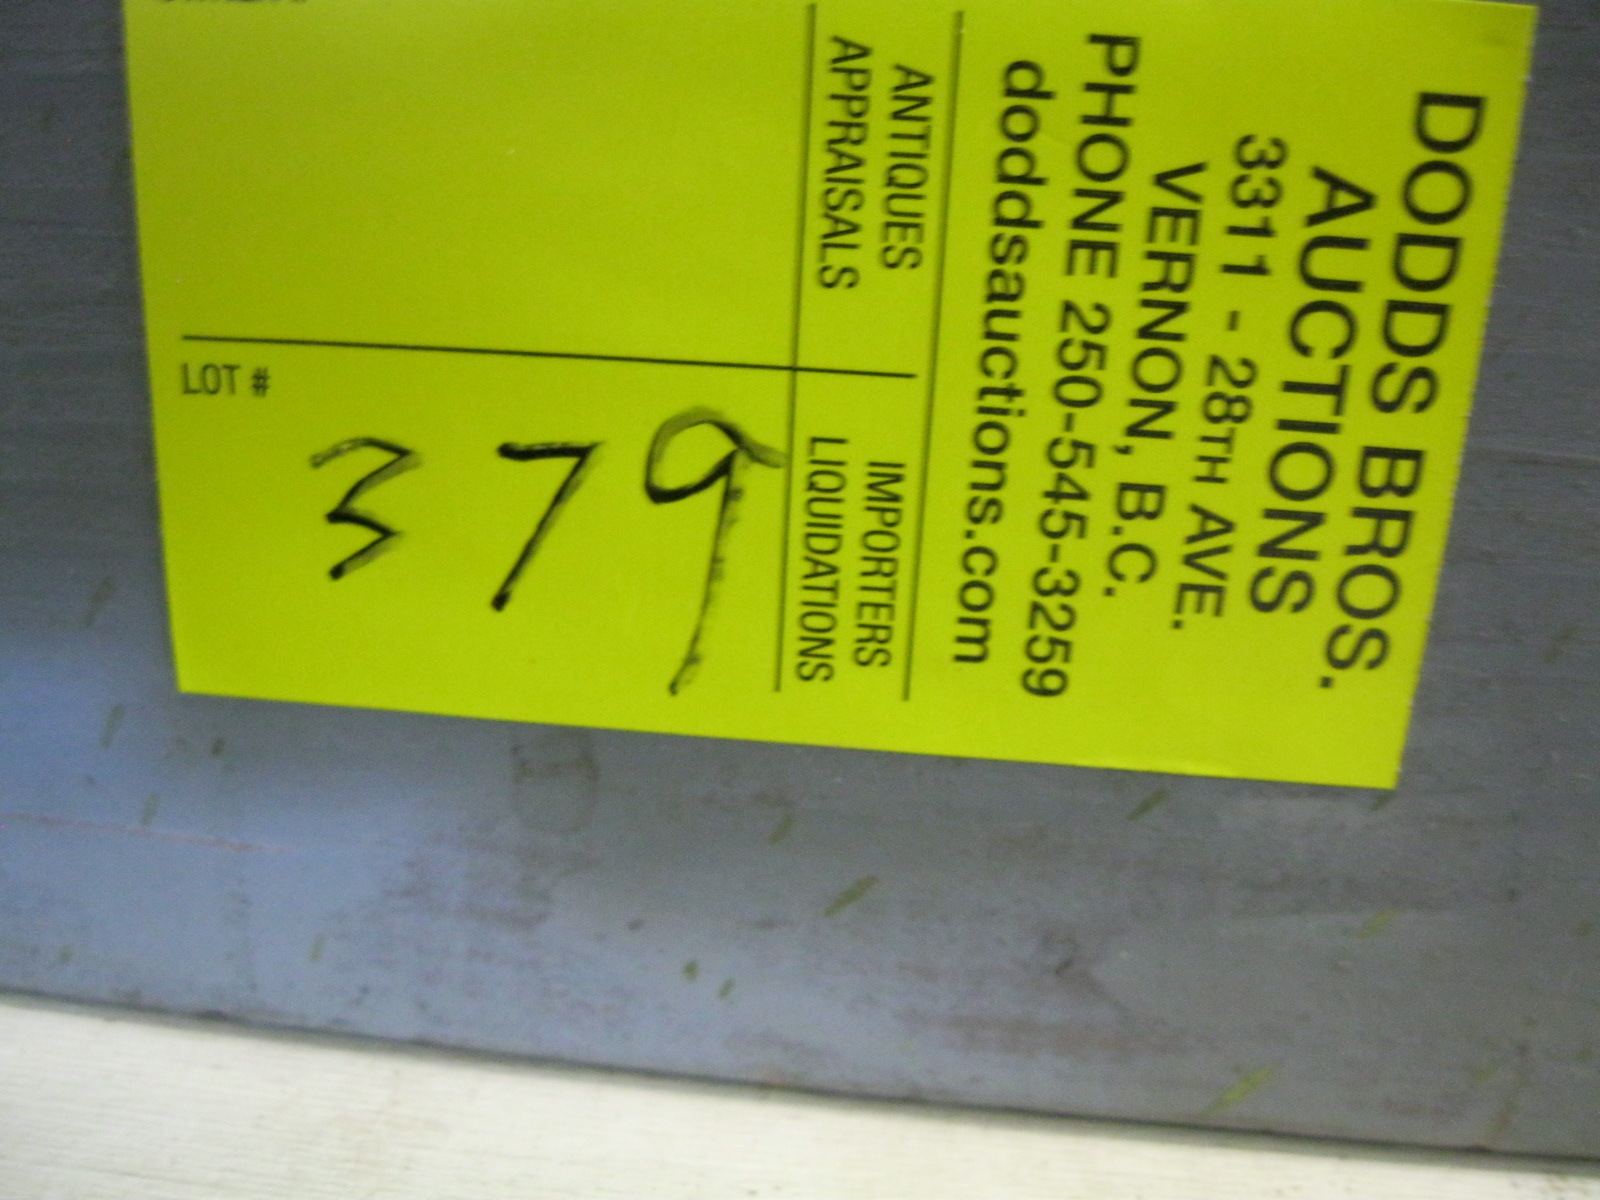 DODDS BROS.
AUCTIONS
3311 - 28TH AVE.
VERNON, B.C.
PHONE 250-545-3259
doddsauctions.com
ANTIQUES IMPORTERS
APPRAISALS LIQUIDATIONS
LOT #
379